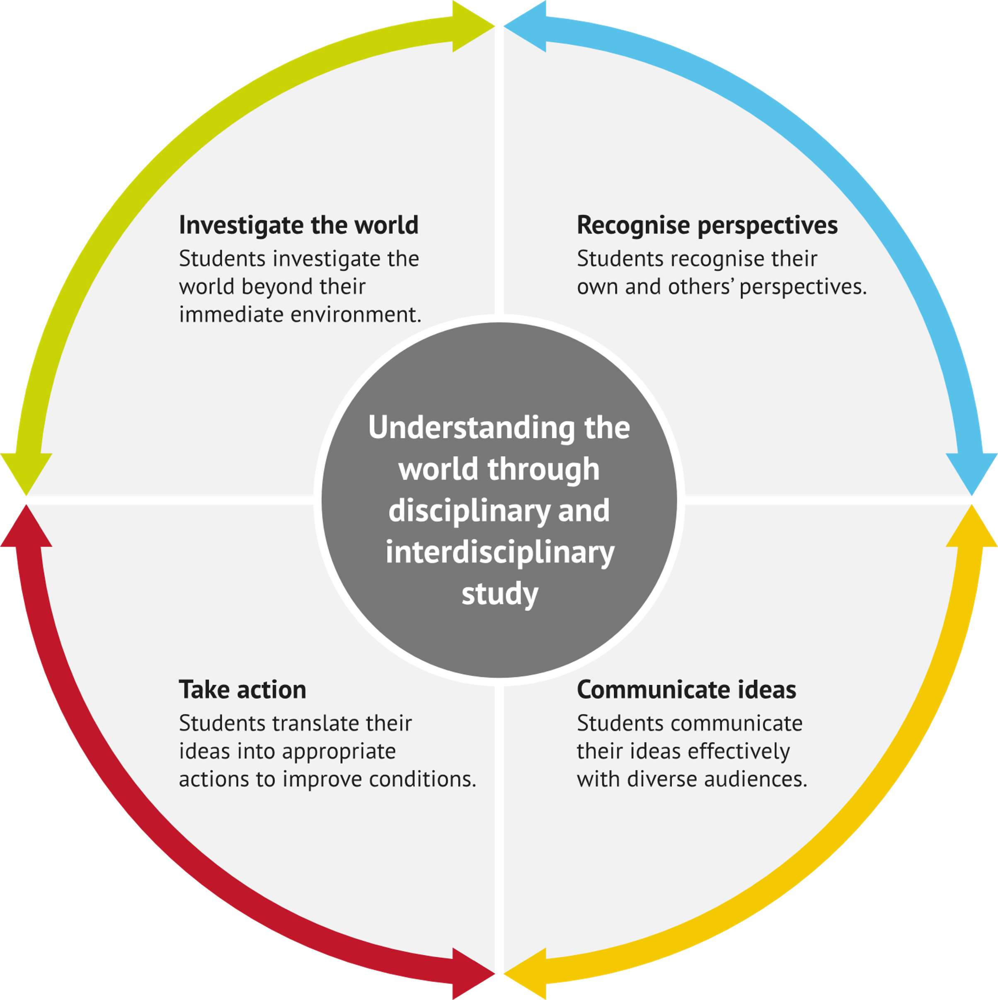 Investigate the world
Students investigate the
world beyond their
immediate environment.
Recognise perspectives
Students recognise their
own and others’ perspectives.
Understanding the
world through
disciplinary and
interdisciplinary
study
Take action
Students translate their
ideas into appropriate
actions to improve conditions.
Communicate ideas
Students communicate
their ideas effectively
with diverse audiences.